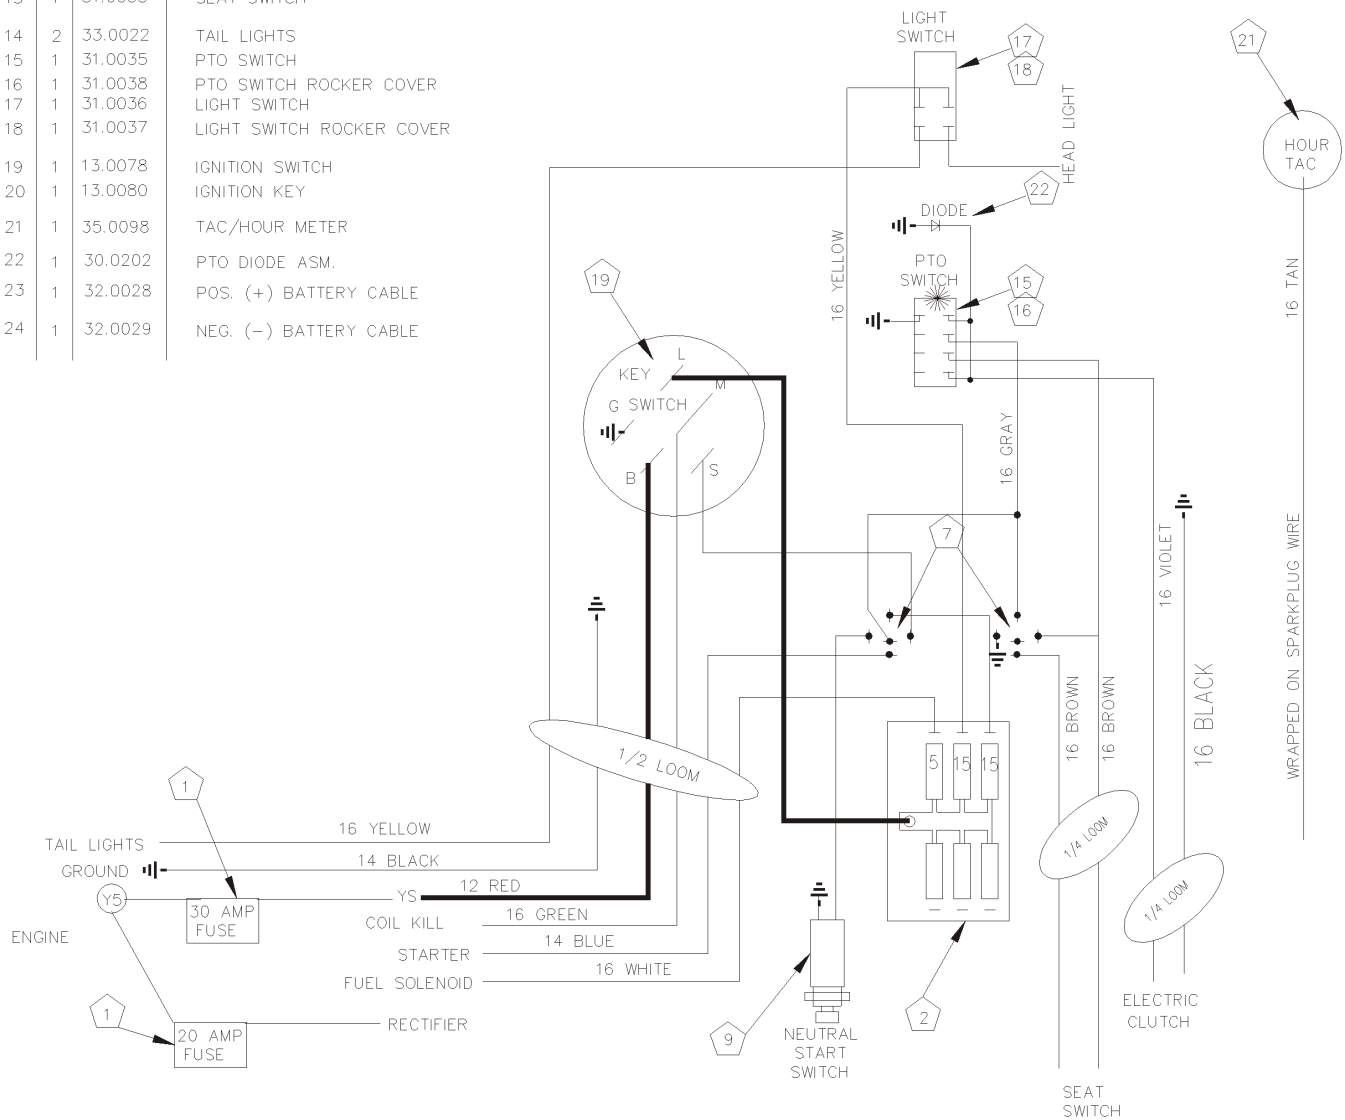 14 2 33.0022 TAIL LIGHTS
15 1 31.0035 PTO SWITCH
16 1 31.0038 PTO SWITCH ROCKER COVER
17 1 31.0036 LIGHT SWITCH
18 1 31.0037 LIGHT SWITCH ROCKER COVER
19 1 13.0078 IGNITION SWITCH
20 1 13.0080 IGNITION KEY
21 1 35.0098 TAC/HOUR METER
22 1 30.0202 PTO DIODE ASM.
23 1 32.0028 POS. (+) BATTERY CABLE
24 1 32.0029 NEG. (-) BATTERY CABLE
LIGHT
SWITCH
17
18
HEAD LIGHT
21
HOUR
TAC
22
DIODE
16 YELLOW
PTO
SWITCH
15
16
16 TAN
19
L
KEY
M
G SWITCH
B
S
16 GRAY
7
16 VIOLET
WRAPPED ON SPARKPLUG WIRE
16 BROWN
16 BROWN
16 BLACK
1/2 LOOM
5
15
15
1
16 YELLOW
TAIL LIGHTS
14 BLACK
GROUND
1/4 LOOM
1/4 LOOM
12 RED
YS
Y5
30 AMP
FUSE
16 GREEN
COIL KILL
ENGINE
14 BLUE
STARTER
16 WHITE
FUEL SOLENOID
1
20 AMP
FUSE
RECTIFIER
9
NEUTRAL
START
SWITCH
2
ELECTRIC
CLUTCH
SEAT
SWITCH